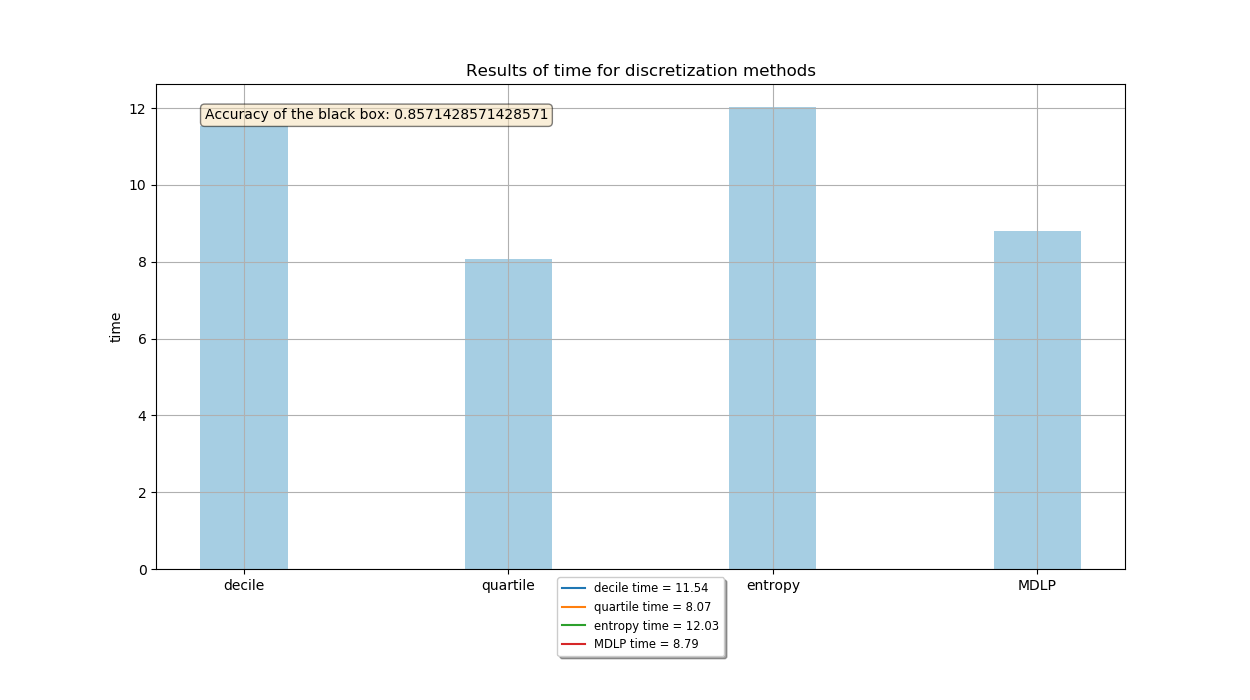 Results of time for discretization methods
12
Accuracy of the black box: 0.8571428571428571
10
8
6
time
4
2
0
decile
quartile
entropy
MDLP
decile time = 11.54
quartile time = 8.07
entropy time = 12.03
MDLP time = 8.79